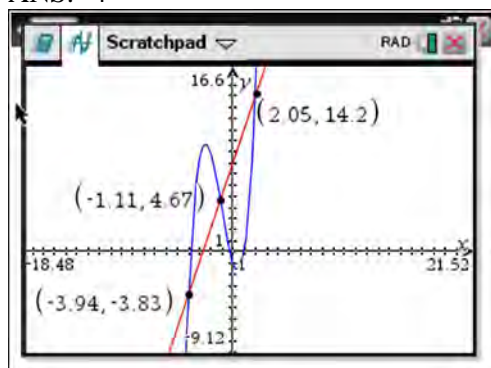 Scratchpad RAD
16.6 y
(2.05, 14.2)
(-1.11, 4.67)
1 x
-18.48 1 21.52
(-3.94, -3.83)
-9.12